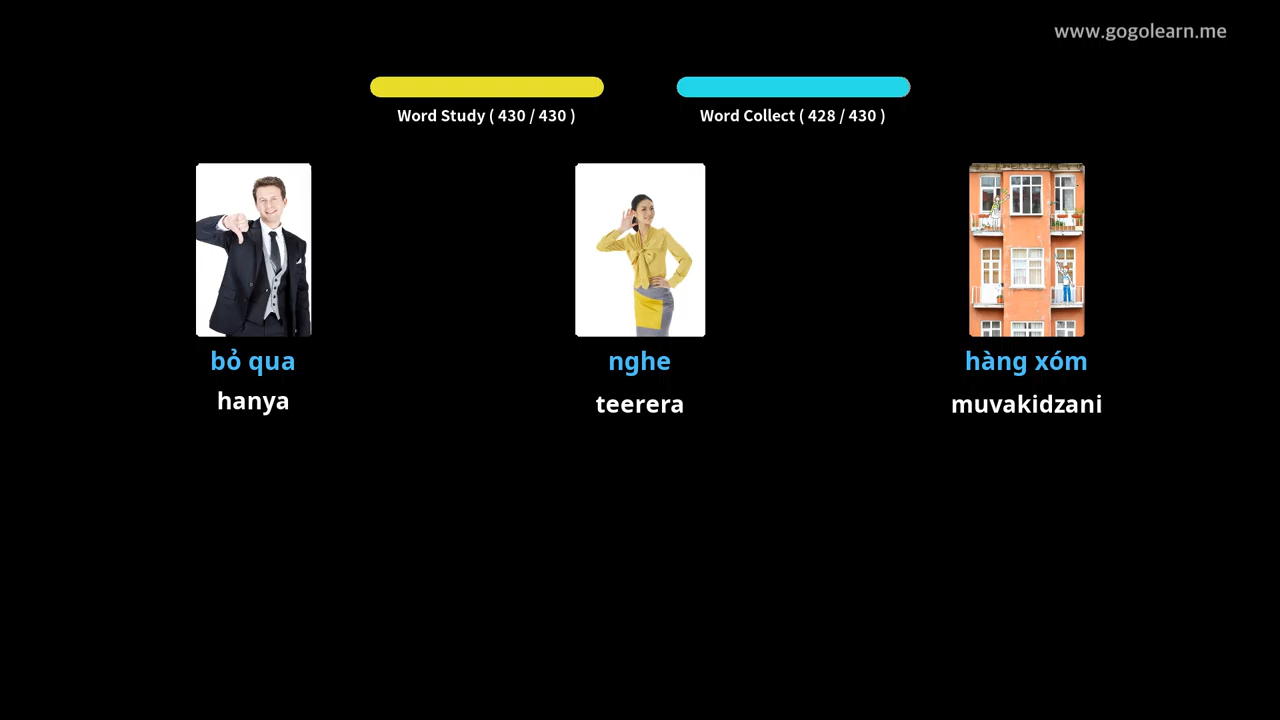 www.gogolearn.me
Word Study ( 430 / 430 )
Word Collect ( 428 / 430 )
bỏ qua
hanya
nghe
teerera
hàng xóm
muvakidzani